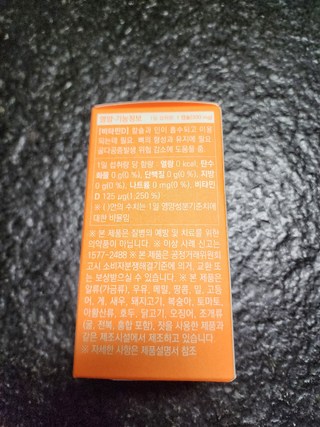 영양·기능정보
[비타민D] 칼슘과 인이 흡수되고 이용
되는데 필요, 뼈의 형성과 유지에 필요,
골다공증발생 위험 감소에 도움을 줌
1일 섭취량 당 함량 : 열량 0 kcal, 탄수
화물 0 g(0 %), 단백질 0 g(0 %), 지방
0 g(0 %), 나트륨 0 mg(0 %), 비타민
D 125 μg(1,250 %)
※ ( )안의 수치는 1일 영양성분기준치에
대한 비율임
※ 본 제품은 질병의 예방 및 치료를 위한
의약품이 아닙니다. ※ 이상 사례 신고는
1577-2488 ※ 본 제품은 공정거래위원회
고시 소비자분쟁해결기준에 의거, 교환 또
는 보상받으실 수 있습니다. ※ 본 제품은
알류(가금류), 우유, 메밀, 땅콩, 밀, 고등
어, 게, 새우, 돼지고기, 복숭아, 토마토,
아황산류, 호두, 닭고기, 오징어, 조개류
(굴, 전복, 홍합 포함), 잣을 사용한 제품과
같은 제조시설에서 제조하고 있습니다.
※ 자세한 사항은 제품설명서 참조